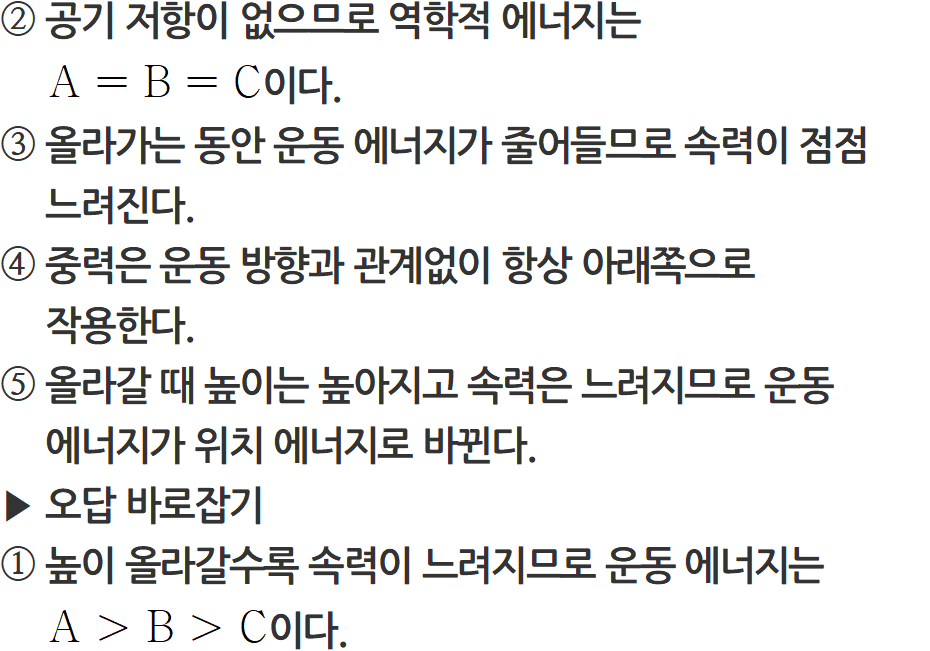 ② 공기 저항이 없으므로 역학적 에너지는
A = B = C이다.
③ 올라가는 동안 운동 에너지가 줄어들므로 속력이 점점
느려진다.
④ 중력은 운동 방향과 관계없이 항상 아래쪽으로
작용한다.
⑤ 올라갈 때 높이는 높아지고 속력은 느려지므로 운동
에너지가 위치 에너지로 바뀐다.
▶ 오답 바로잡기
① 높이 올라갈수록 속력이 느려지므로 운동 에너지는
A > B > C이다.